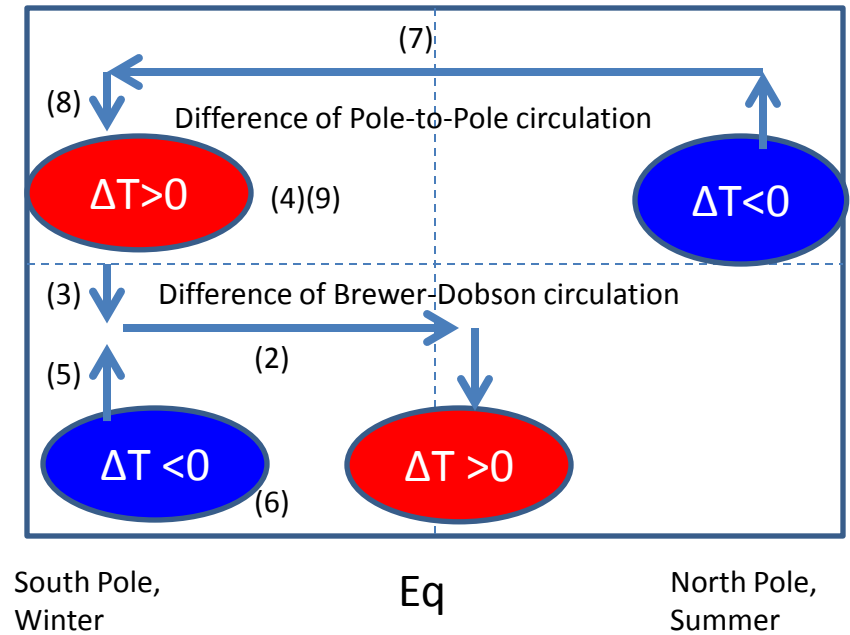 (7)
(8)
Difference of Pole-to-Pole circulation
ΔT>0
(4)(9)
ΔT<0
(3)
Difference of Brewer-Dobson circulation
(2)
(5)
ΔT <0
ΔT >0
(6)
South Pole,
Winter
Eq
North Pole,
Summer